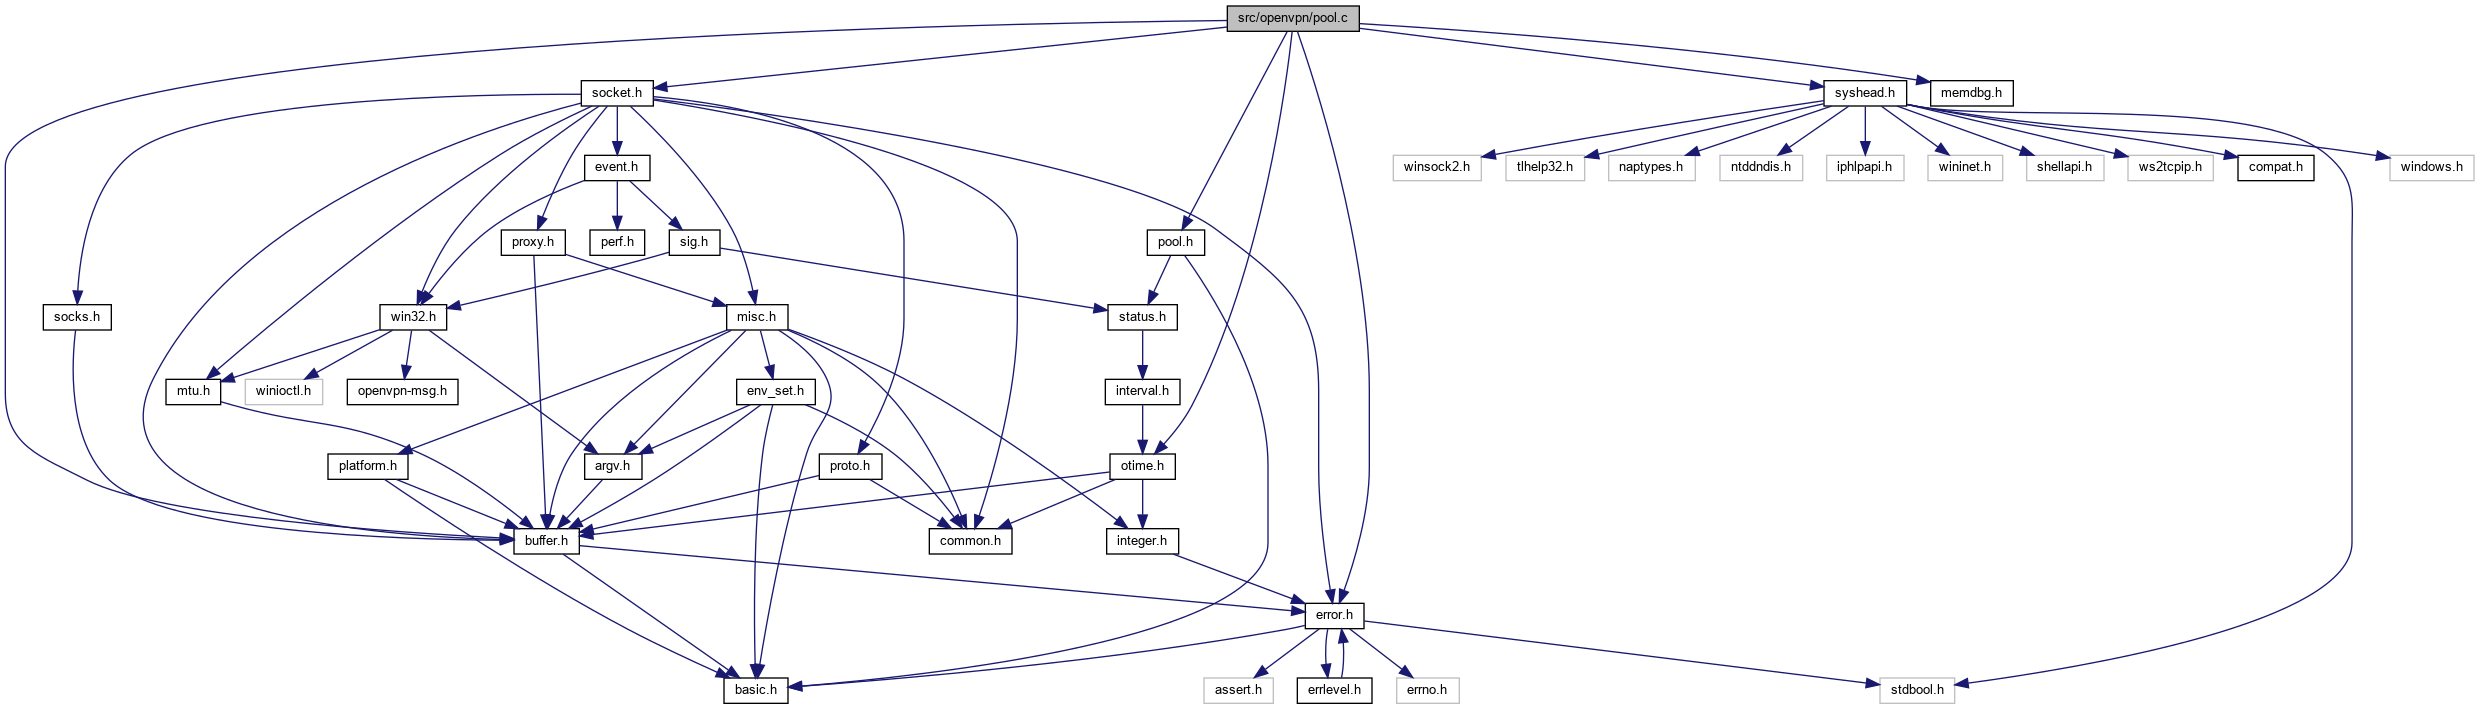 src/openvpn/pool.c
socket.h
syshead.h
memdbg.h
event.h
winsock2.h
tlhelp32.h
naptypes.h
ntddndis.h
iphlpapi.h
wininet.h
shellapi.h
ws2tcpip.h
compat.h
windows.h
proxy.h
perf.h
sig.h
pool.h
socks.h
win32.h
misc.h
status.h
mtu.h
winioctl.h
openvpn-msg.h
env_set.h
interval.h
platform.h
argv.h
proto.h
otime.h
buffer.h
common.h
integer.h
error.h
basic.h
assert.h
errlevel.h
errno.h
stdbool.h